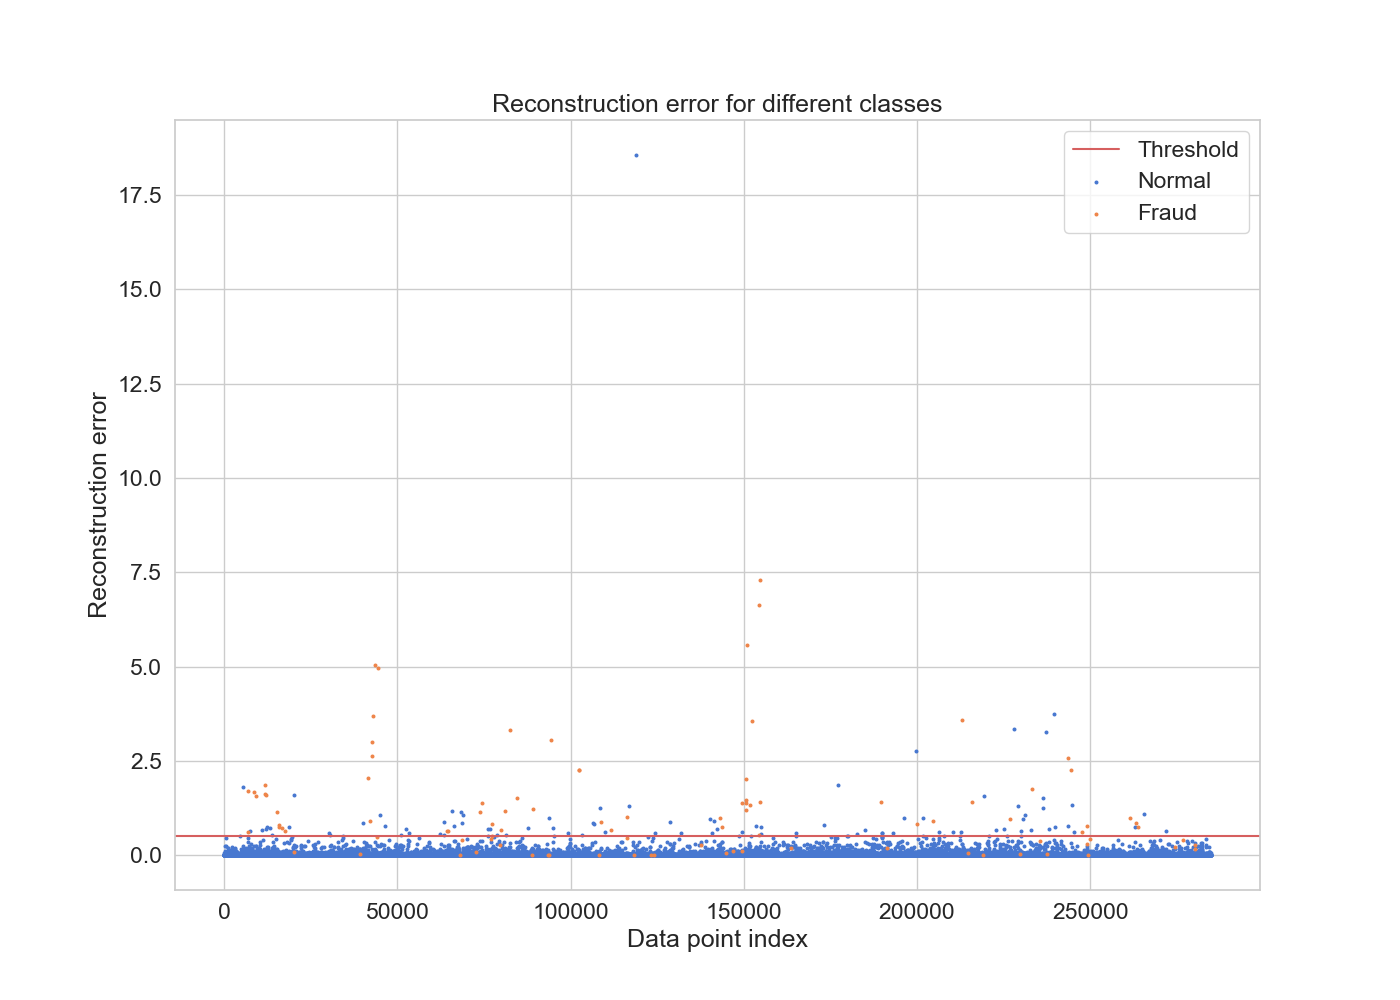 Reconstruction error for different classes
Threshold
Normal
Fraud
17.5
15.0
12.5
10.0
7.5
5.0
2.5
0.0
Reconstruction error
0
50000
100000
150000
200000
250000
Data point index